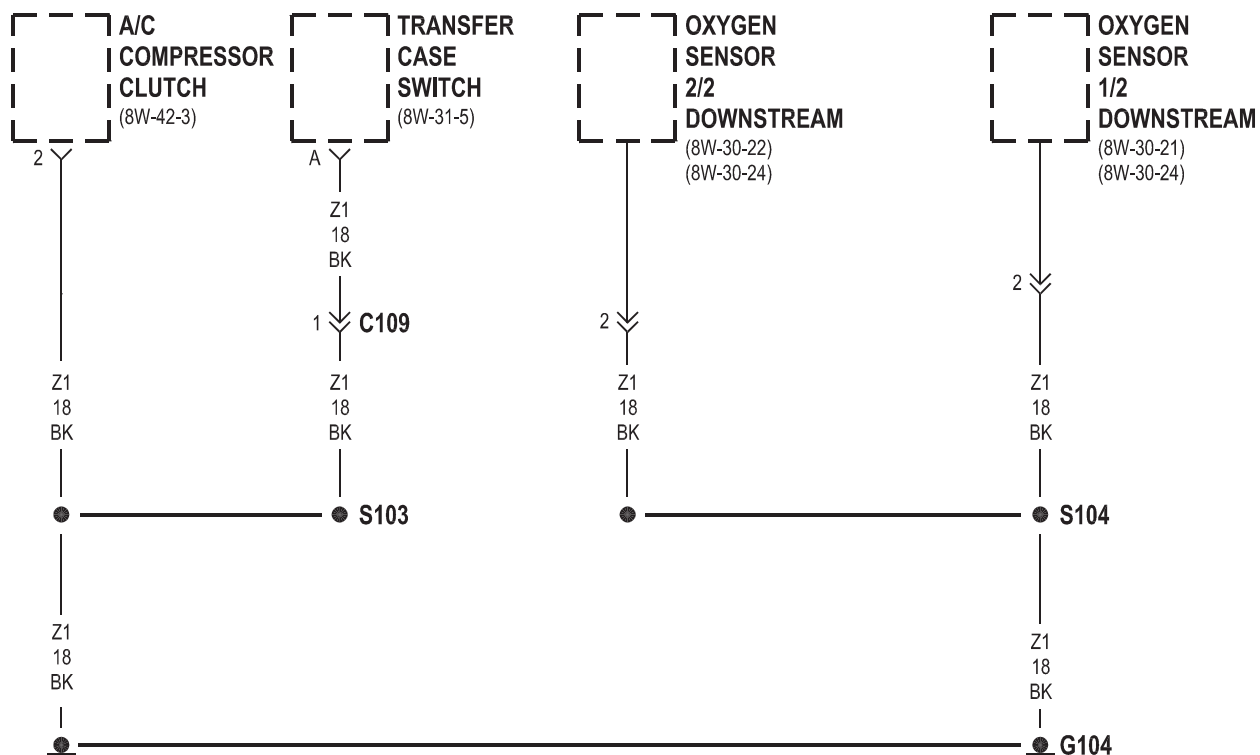 A/C
COMPRESSOR
CLUTCH
(8W-42-3)
TRANSFER
CASE
SWITCH
(8W-31-5)
OXYGEN
SENSOR
2/2
DOWNSTREAM
(8W-30-22)
(8W-30-24)
OXYGEN
SENSOR
1/2
DOWNSTREAM
(8W-30-21)
(8W-30-24)
2
A
Z1
18
BK
1
C109
2
2
Z1
18
BK
Z1
18
BK
Z1
18
BK
Z1
18
BK
S103
S104
Z1
18
BK
Z1
18
BK
G104